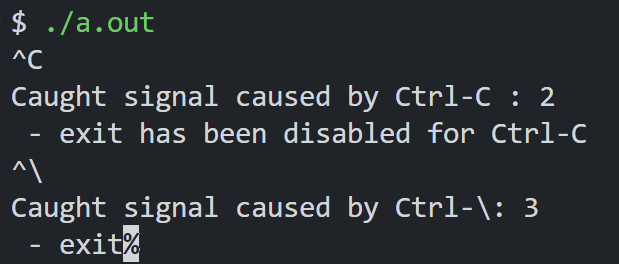 $ ./a.out
^C
Caught signal caused by Ctrl-C : 2
 - exit has been disabled for Ctrl-C
^\
Caught signal caused by Ctrl-\: 3
 - exit%